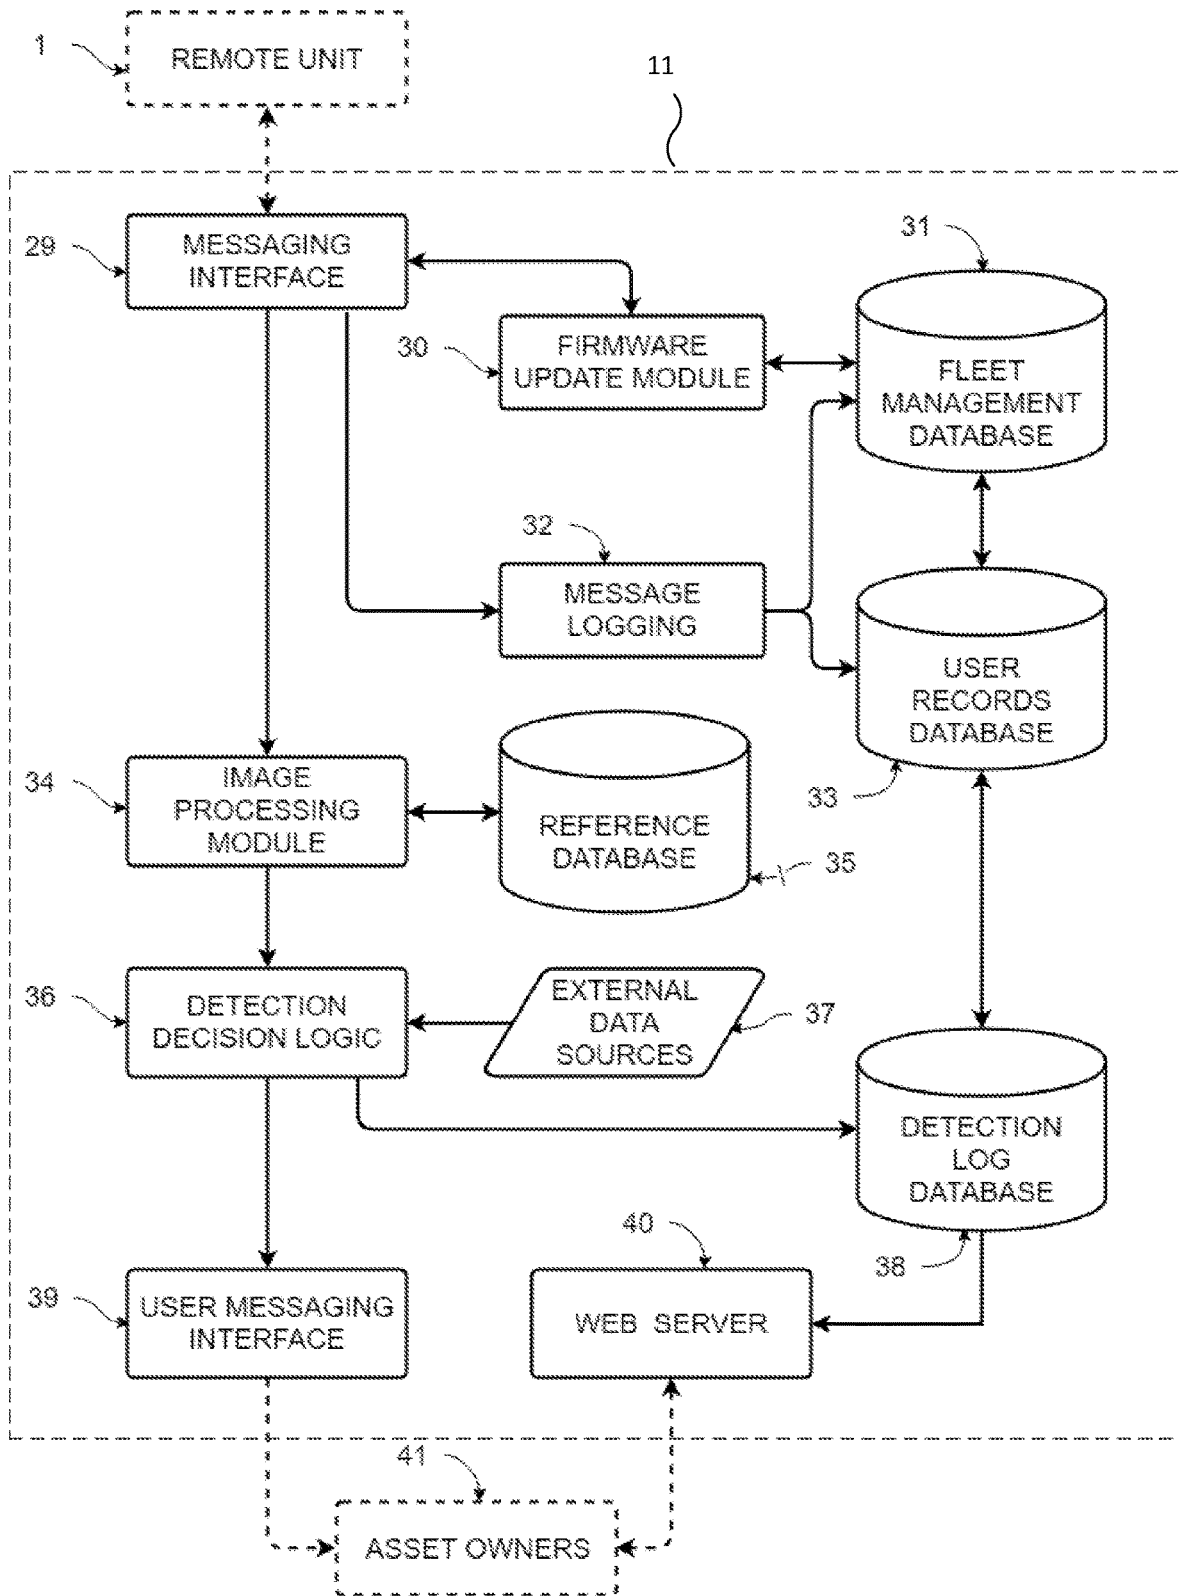 1
REMOTE UNIT
11
29
MESSAGING
INTERFACE
31
30
FIRMWARE
UPDATE MODULE
FLEET
MANAGEMENT
DATABASE
32
MESSAGE
LOGGING
USER
RECORDS
DATABASE
33
34
IMAGE
PROCESSING
MODULE
REFERENCE
DATABASE
35
36
DETECTION
DECISION LOGIC
EXTERNAL
DATA
SOURCES
37
DETECTION
LOG
DATABASE
38
39
USER MESSAGING
INTERFACE
40
WEB SERVER
41
ASSET OWNERS